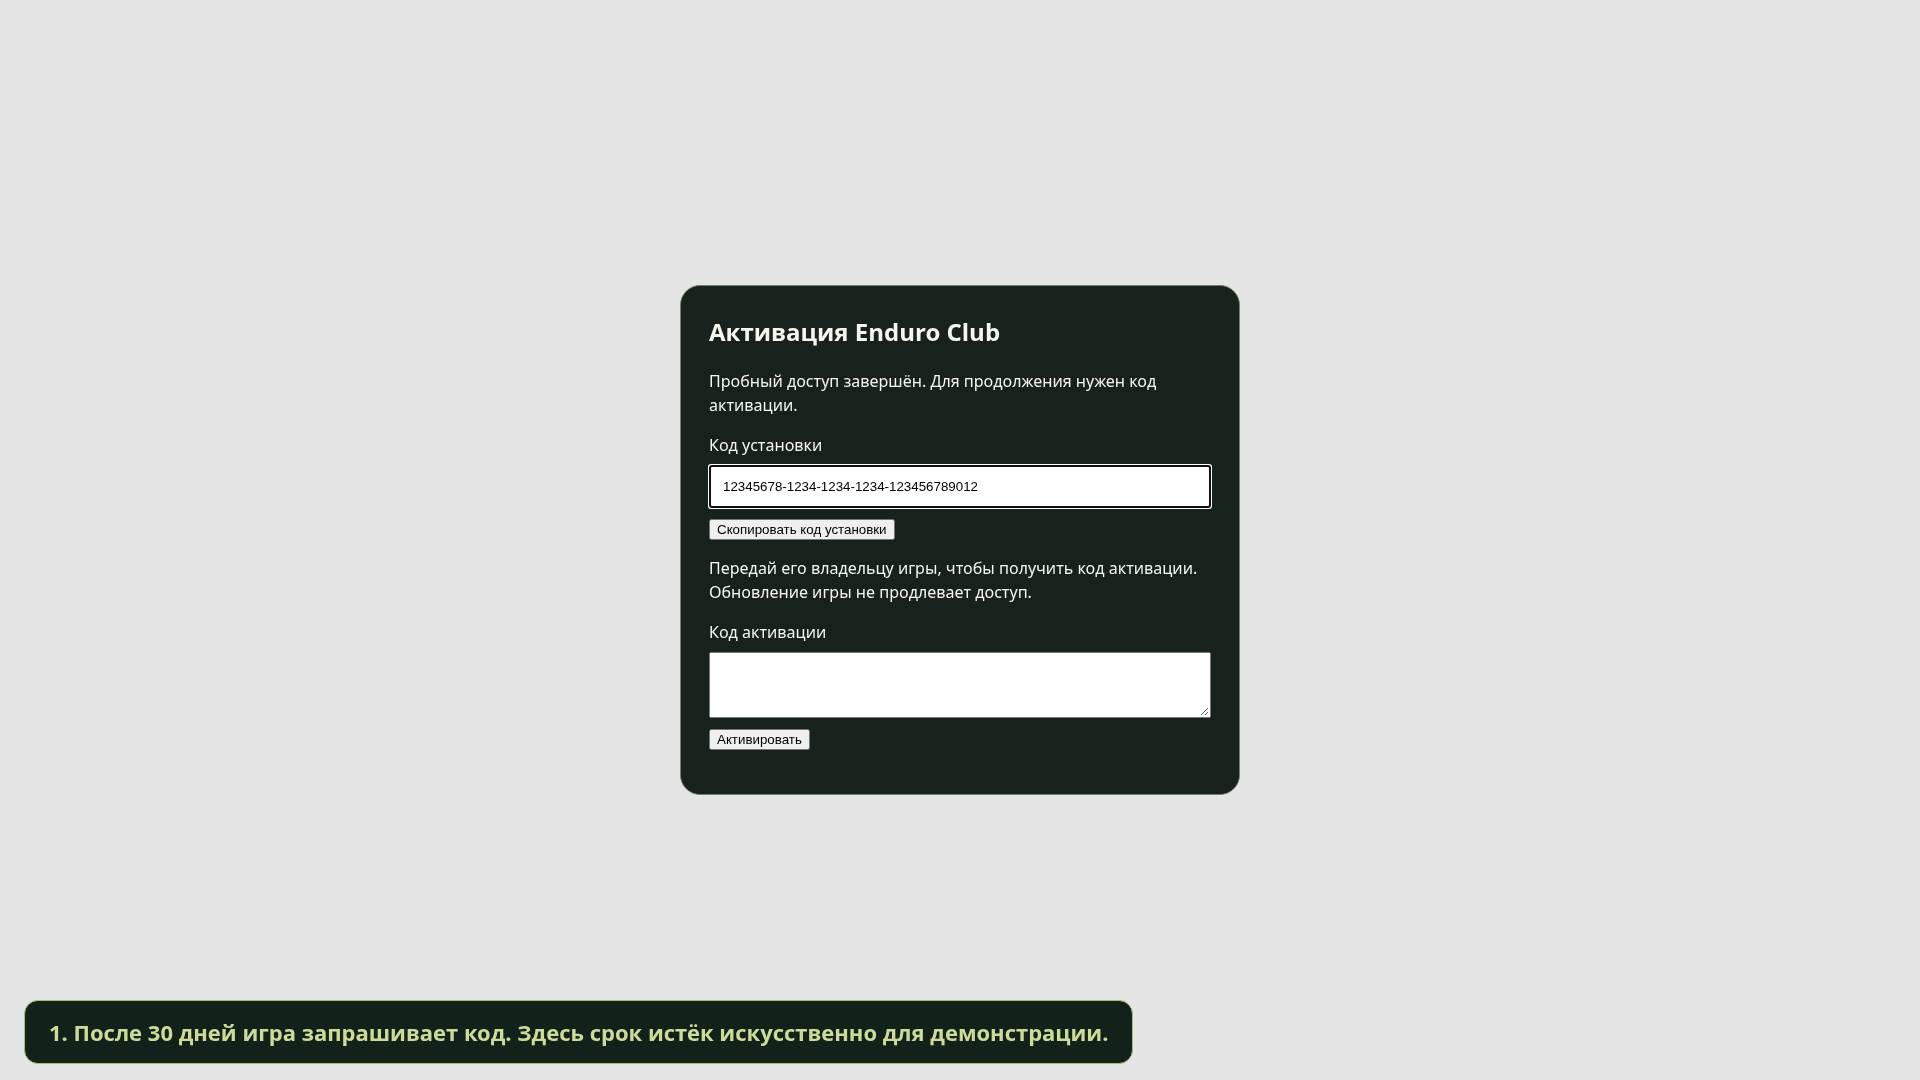 Активация Enduro Club
Пробный доступ завершён. Для продолжения нужен код
активации.
Код установки
12345678-1234-1234-1234-123456789012
Скопировать код установки
Передай его владельцу игры, чтобы получить код активации.
Обновление игры не продлевает доступ.
Код активации
Активировать
1. После 30 дней игра запрашивает код. Здесь срок истёк искусственно для демонстрации.